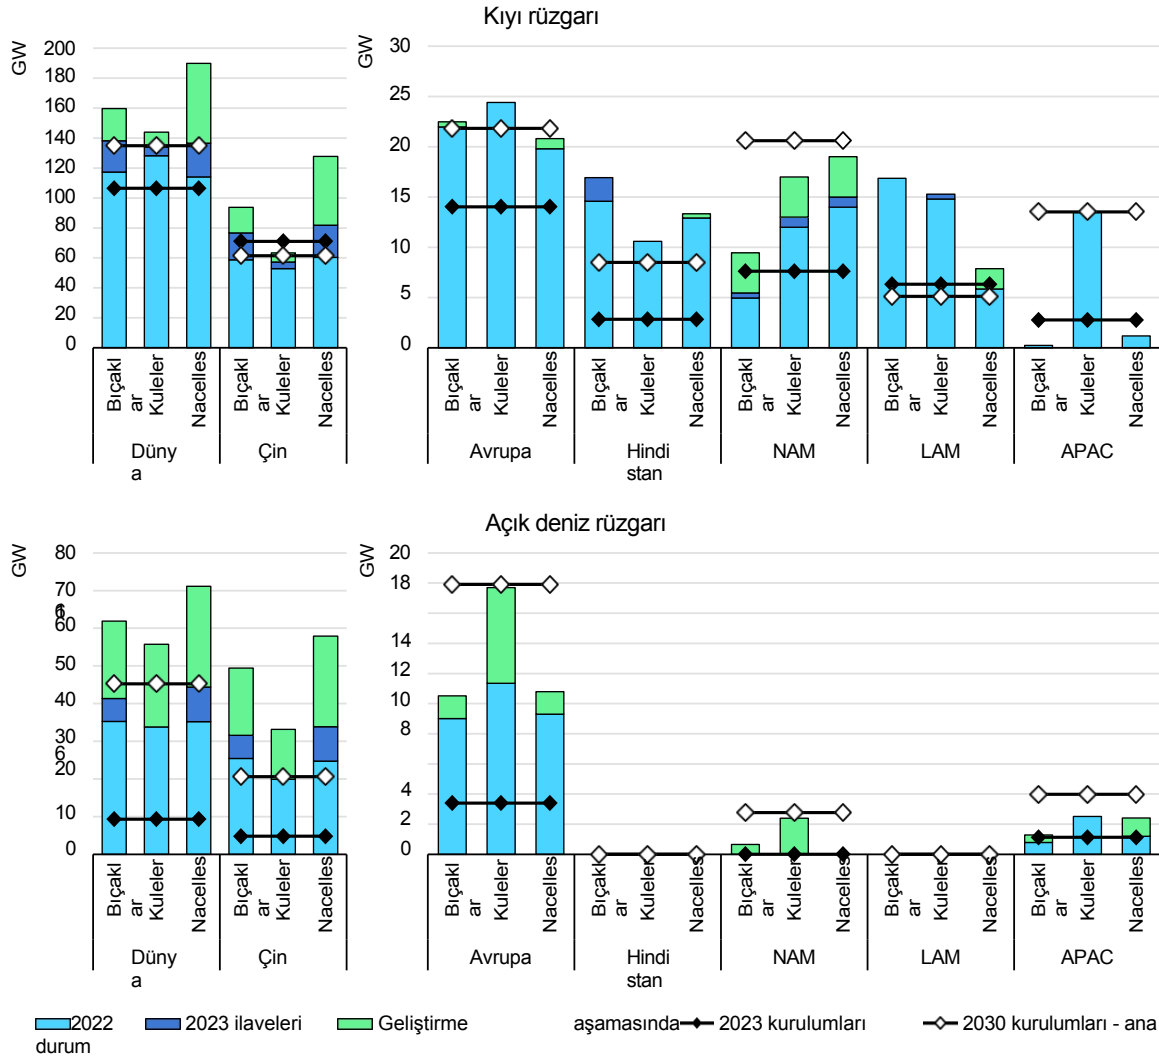 Kıyı rüzgarı
GW
200
180
160
140
120
100
80
60
40
20
0
GW
30
25
20
15
10
5
0
Bıçakl
ar
Kuleler
Nacelles
Bıçakl
ar
Kuleler
Nacelles
Bıçakl
ar
Kuleler
Nacelles
Bıçakl
ar
Kuleler
Nacelles
Bıçakl
ar
Kuleler
Nacelles
Bıçakl
ar
Kuleler
Nacelles
Bıçakl
ar
Kuleler
Nacelles
Düny
a
Çin
Avrupa
Hindi
stan
NAM
LAM
APAC
Açık deniz rüzgarı
GW
80
70
6
60
50
40
30
6
20
10
0
GW
20
18
16
14
12
10
8
4
2
0
Bıçakl
ar
Kuleler
Nacelles
Bıçakl
ar
Kuleler
Nacelles
Bıçakl
ar
Kuleler
Nacelles
Bıçakl
ar
Kuleler
Nacelles
Bıçakl
ar
Kuleler
Nacelles
Bıçakl
ar
Kuleler
Nacelles
Bıçakl
ar
Kuleler
Nacelles
Düny
a
Çin
Avrupa
Hindi
stan
NAM
LAM
APAC
2022
durum
2023 ilaveleri
Geliştirme
aşamasında
2023 kurulumları
2030 kurulumları - ana